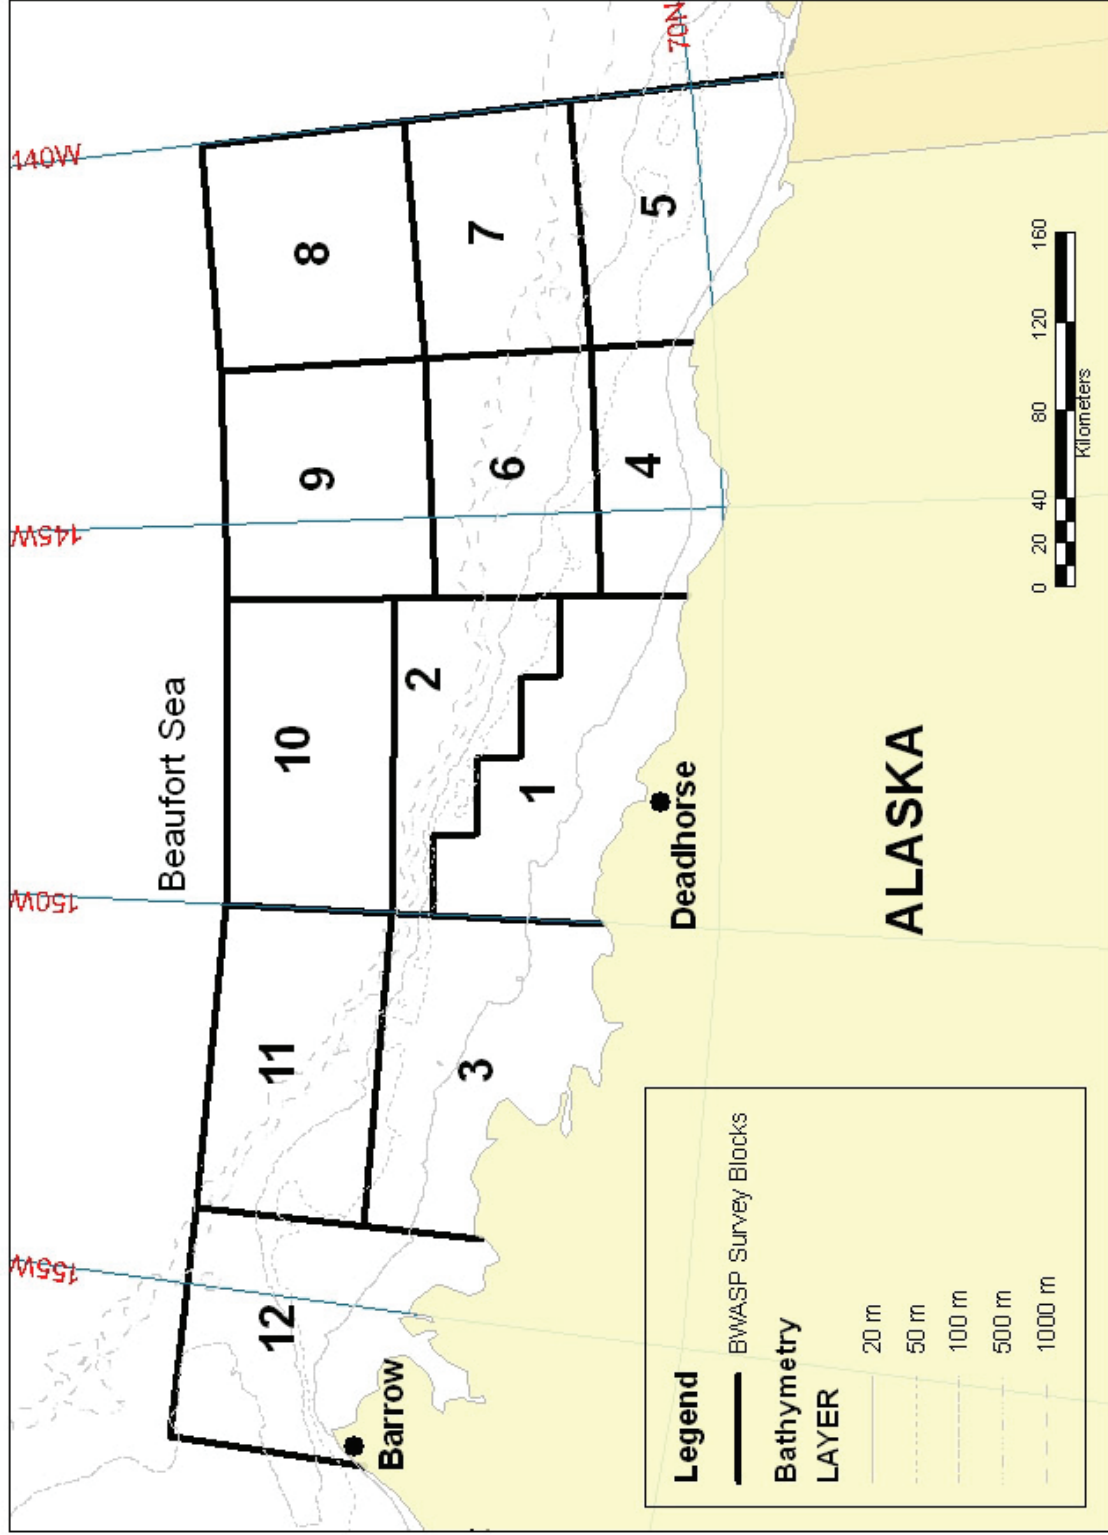 155W
150W
145W
140W
70N
Beaufort Sea
12
11
10
9
8
7
6
5
4
3
2
1
Barrow
Deadhorse
ALASKA
Legend
BWASP Survey Blocks
Bathymetry
LAYER
20 m
50 m
100 m
500 m
1000 m
0 20 40 80 120 160
Kilometers